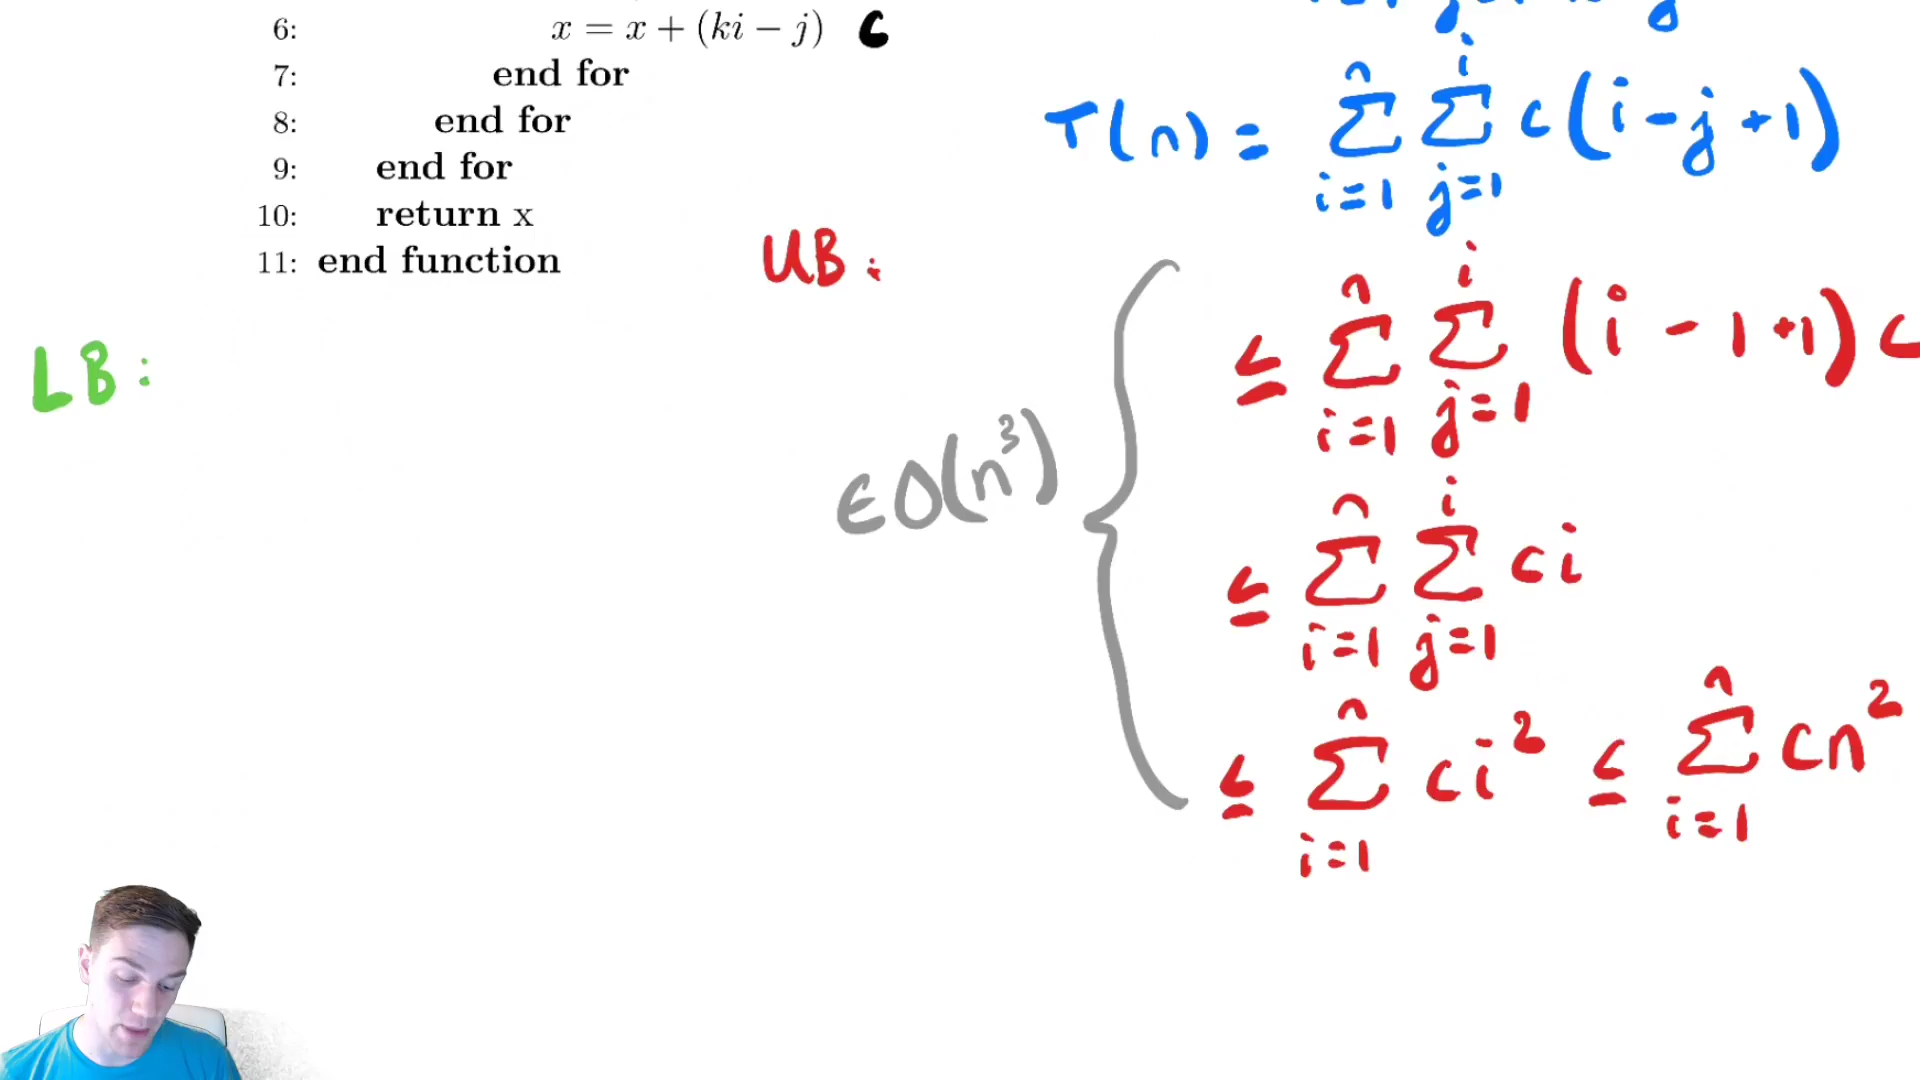 6: x = x + (ki − j) C
7: end for
8: end for
9: end for
10: return x
11: end function
T(n) = Σ_{i=1}^{n} Σ_{j=1}^{i} c(i-j+1)
UB:
≤ Σ_{i=1}^{n} Σ_{j=1}^{i} (i-1+1)c
LB:
∈O(n³)
≤ Σ_{i=1}^{n} Σ_{j=1}^{i} ci
≤ Σ_{i=1}^{n} ci² ≤ Σ_{i=1}^{n} cn²